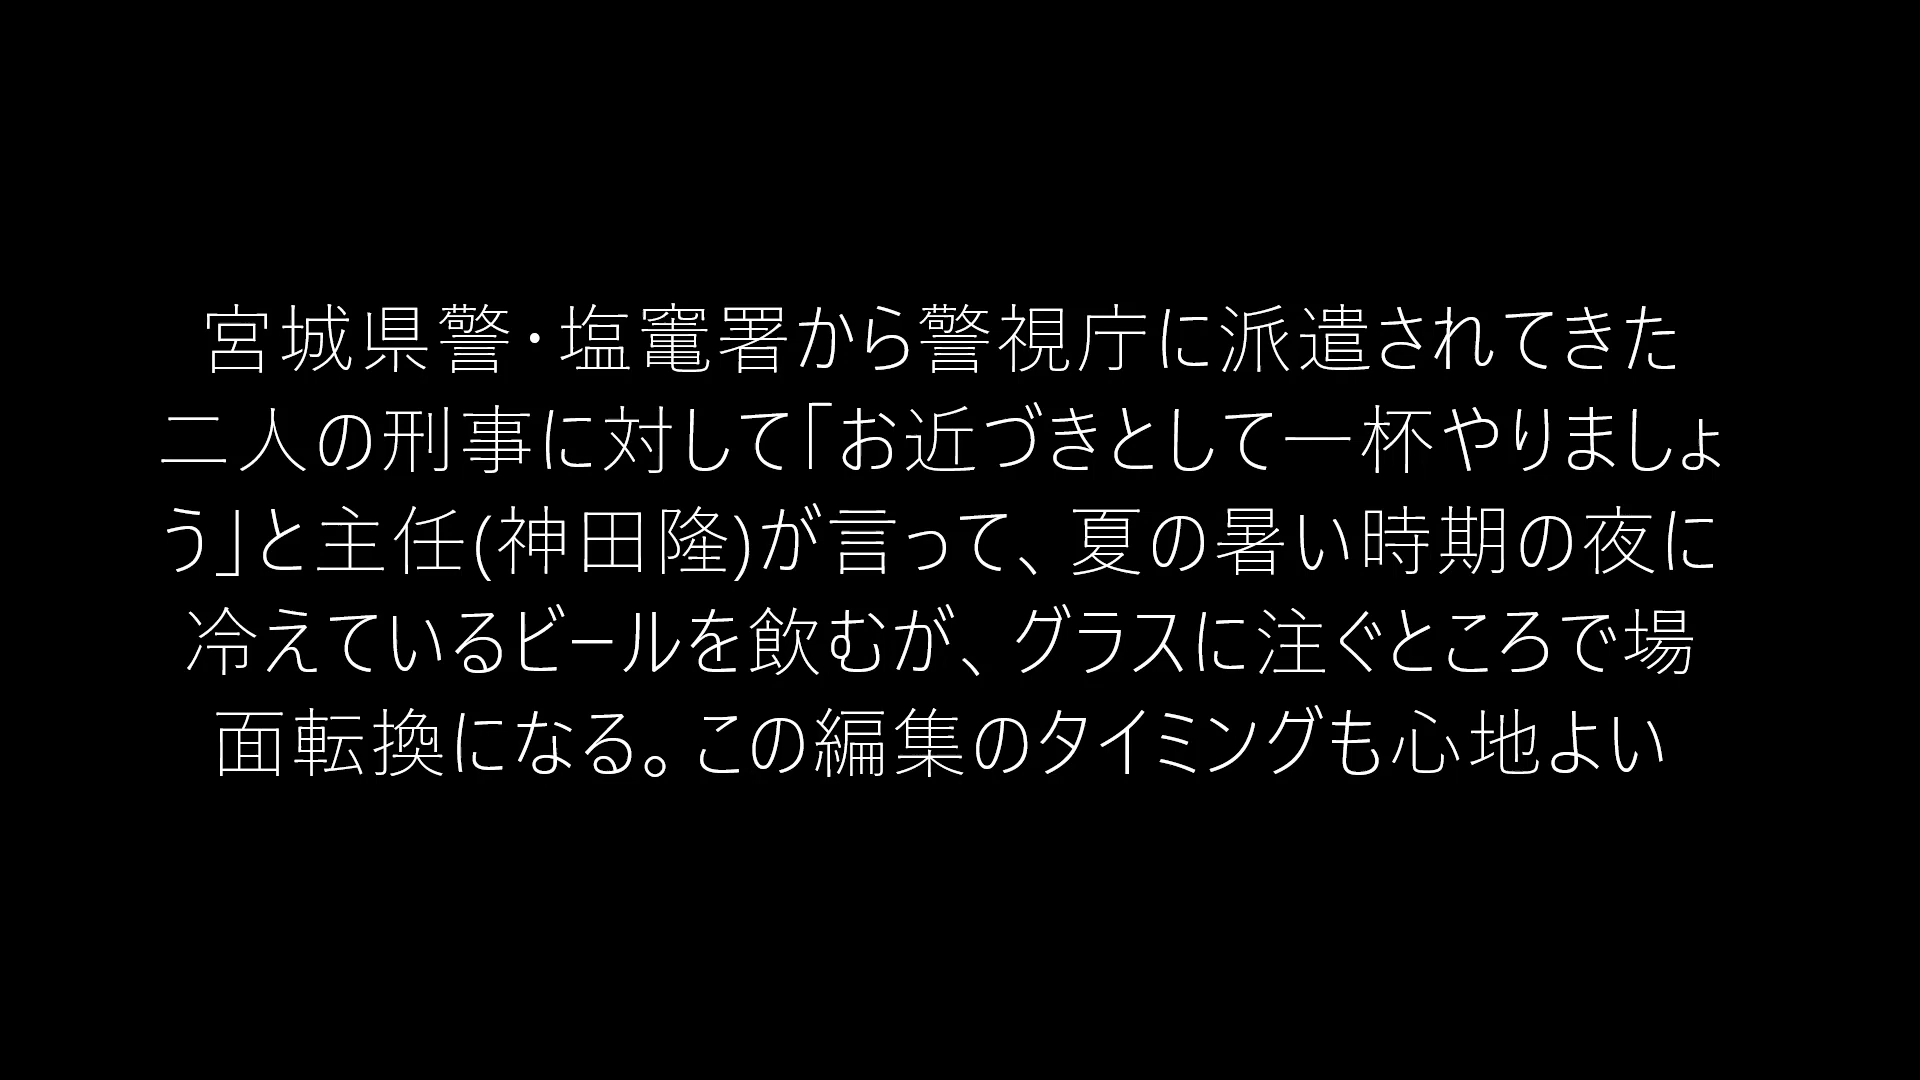 宮城県警・塩竃署から警視庁に派遣されてきた
二人の刑事に対して「お近づきとして一杯やりましょ
う」と主任(神田隆)が言って、夏の暑い時期の夜に
冷えているビールを飲むが、グラスに注ぐところで場
面転換になる。この編集のタイミングも心地よい